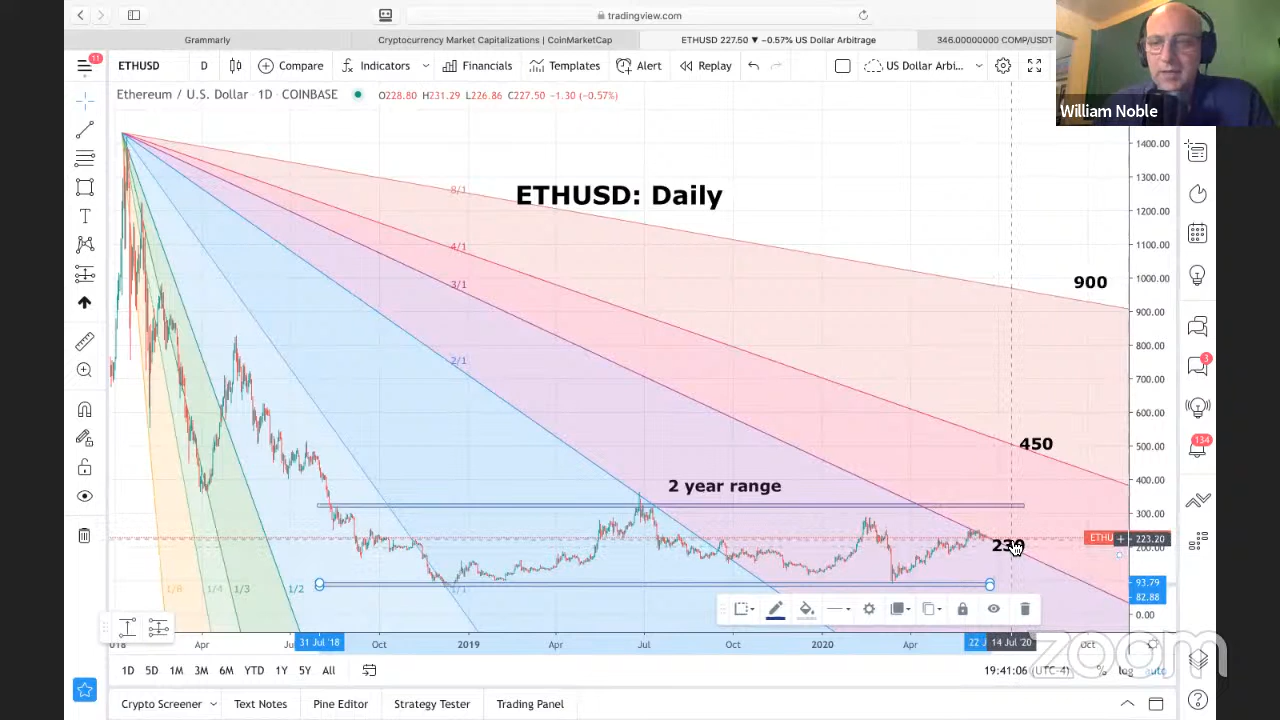 tradingview.com
Grammarly
Cryptocurrency Market Capitalizations | CoinMarketCap
ETHUSD 227.50 ▼ −0.57% US Dollar Arbitrage
346.00000000 COMP/USDT
11
ETHUSD
D
Compare
Indicators
Financials
Templates
Alert
Replay
US Dollar Arbi...
William Noble
Ethereum / U.S. Dollar · 1D · COINBASE
O228.80 H231.29 L226.86 C227.50 −1.30 (−0.57%)
ETHUSD: Daily
8/1
4/1
3/1
2/1
1/1
1/2
1/3
1/4
1/8
900
450
2 year range
230
1400.00
1300.00
1200.00
1100.00
1000.00
900.00
800.00
700.00
600.00
500.00
400.00
300.00
ETHU
223.20
200.00
93.79
82.88
0.00
3
134
018
Apr
31 Jul '18
Oct
2019
Apr
Jul
Oct
2020
Apr
22 J
14 Jul '20
Oct
zoom
1D
5D
1M
3M
6M
YTD
1Y
5Y
All
19:41:06 (UTC-4)
%
log
auto
Crypto Screener
Text Notes
Pine Editor
Strategy Tester
Trading Panel